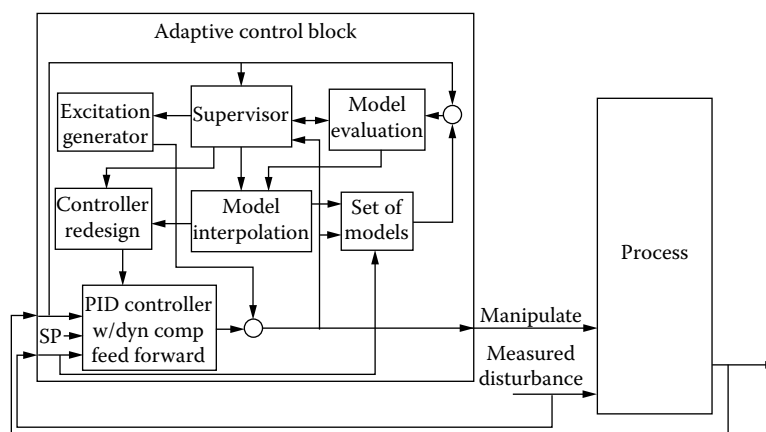 Adaptive control block
Excitation
generator
Supervisor
Model
evaluation
Controller
redesign
Model
interpolation
Set of
models
Process
PID controller
w/dyn comp
feed forward
SP
Manipulate
Measured
disturbance